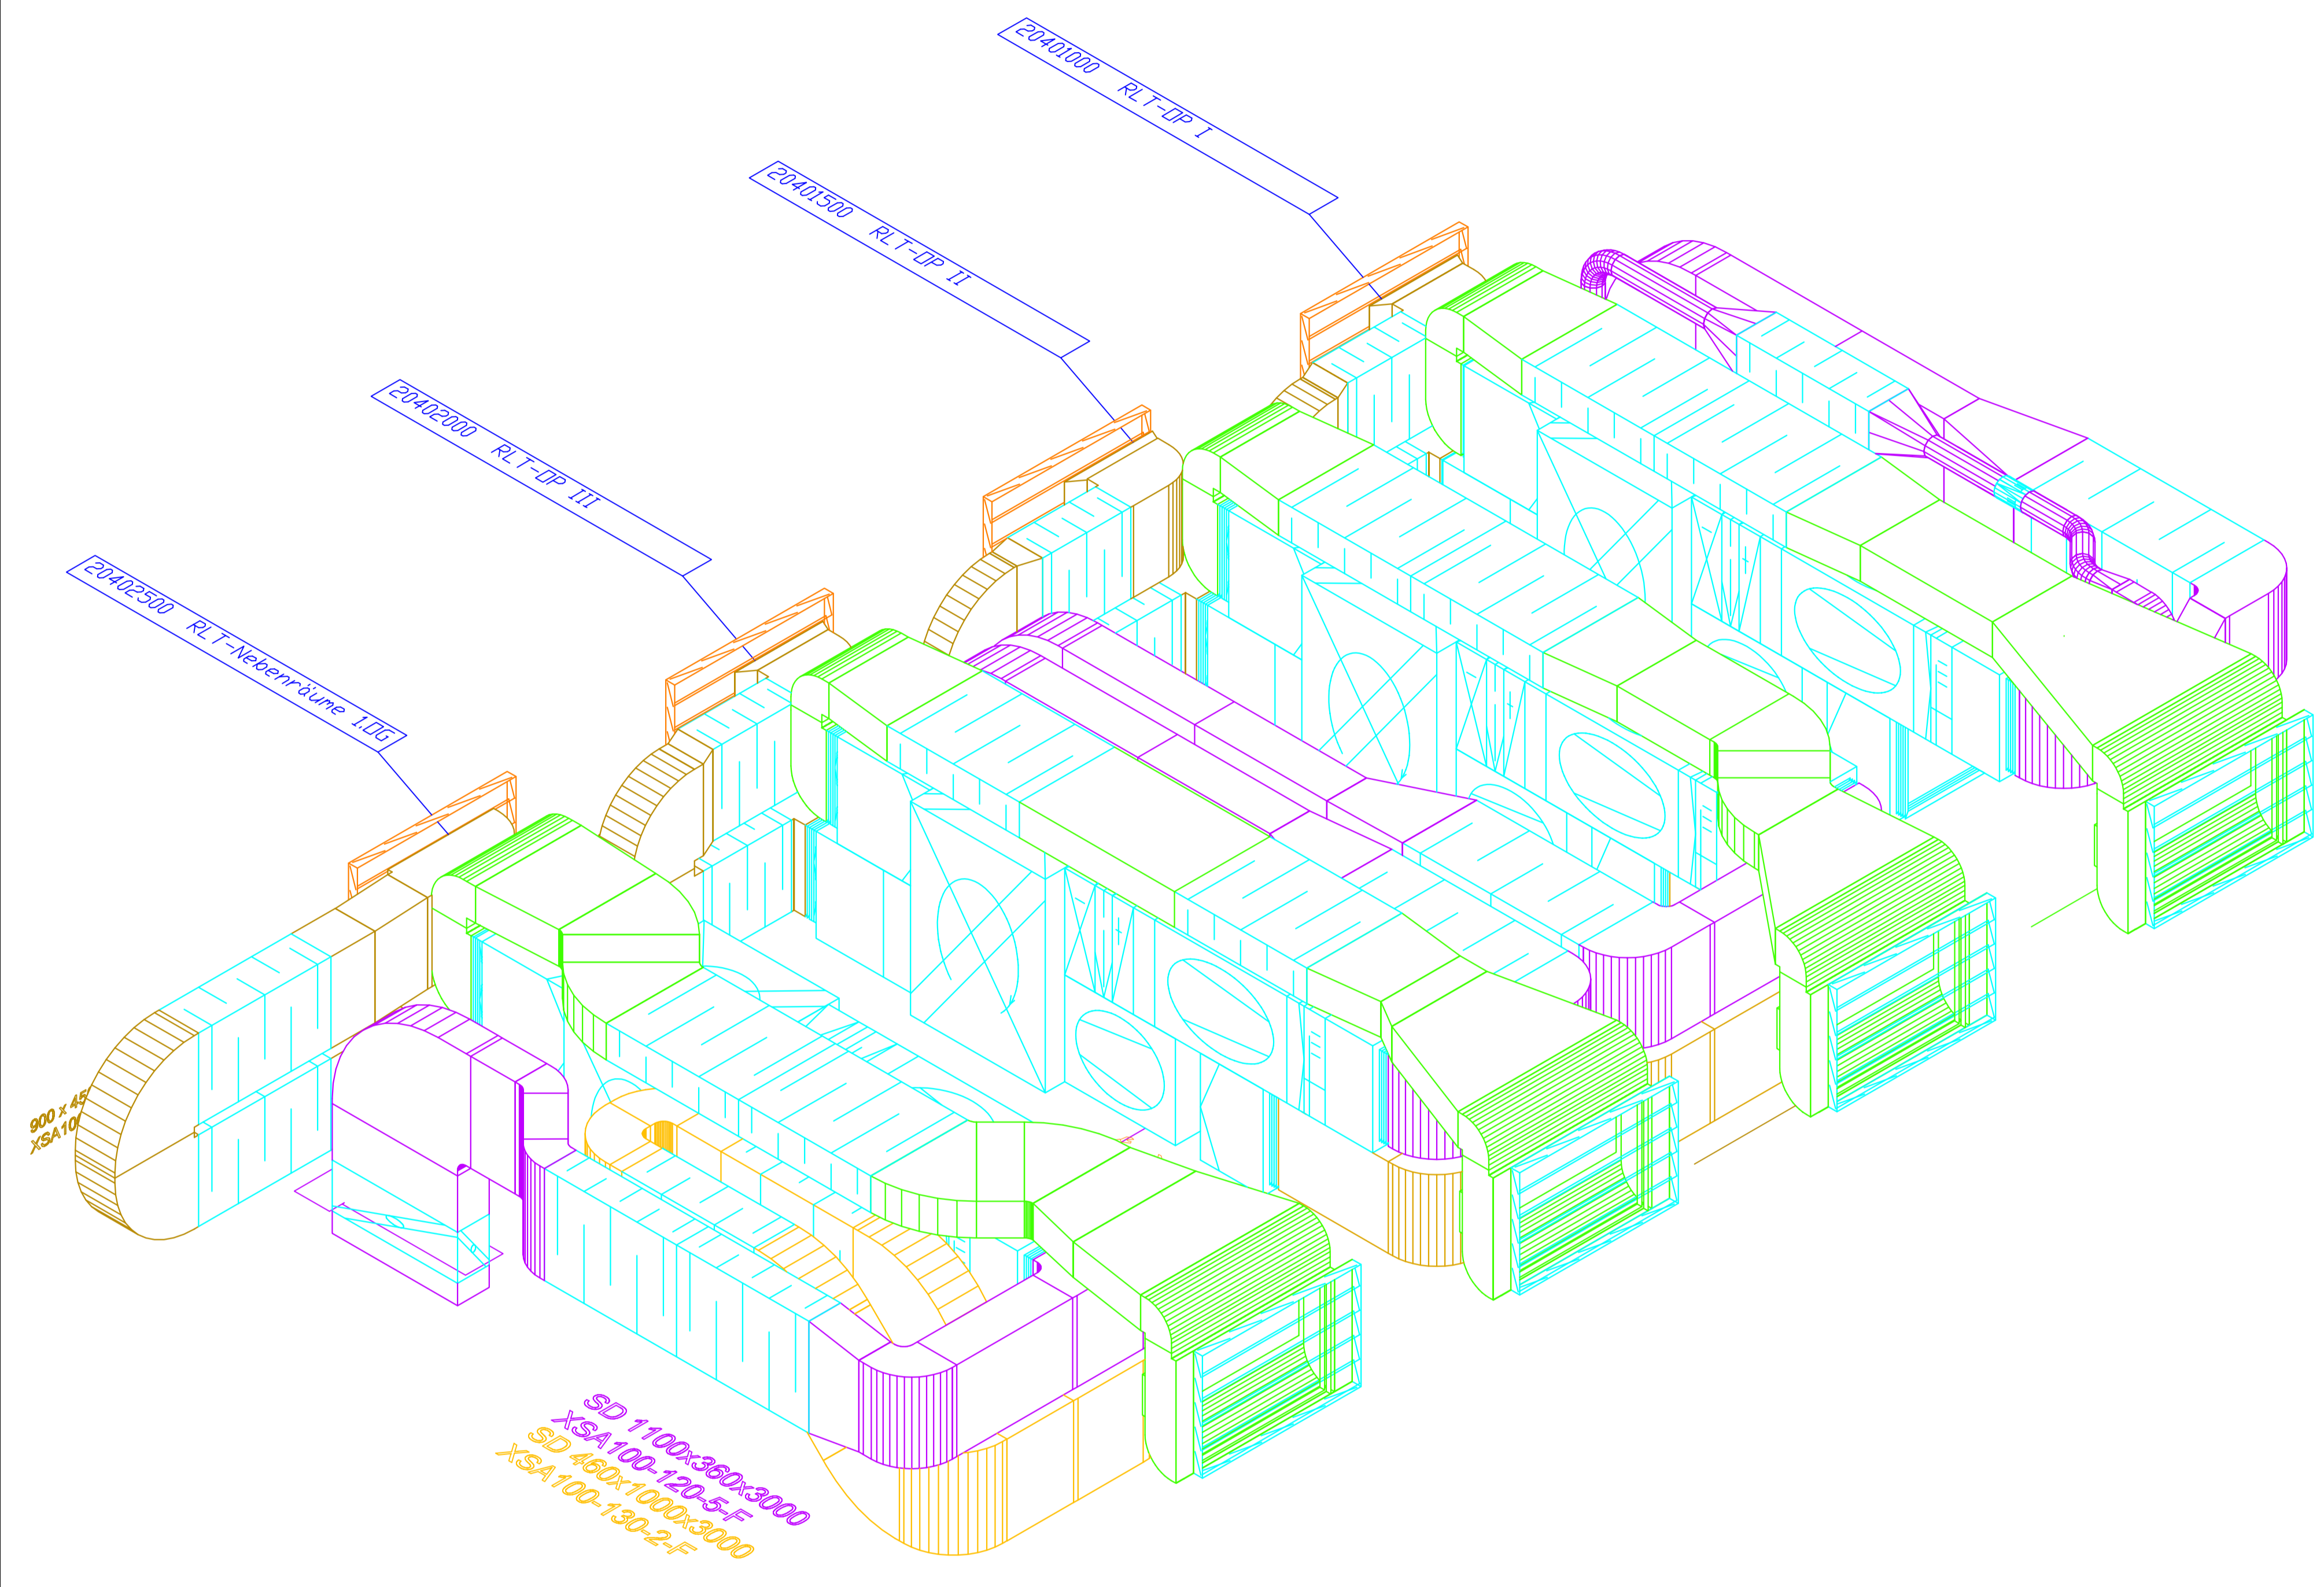 20401000 RLT-OP I
20401500 RLT-OP II
20402000 RLT-OP III
20402500 RLT-Nebenräume 1.OG
900 x 45
XSA10
SD 1100x360x3000
XSA100-120-5-F
SD 460x1000x3000
XSA100-130-2-F